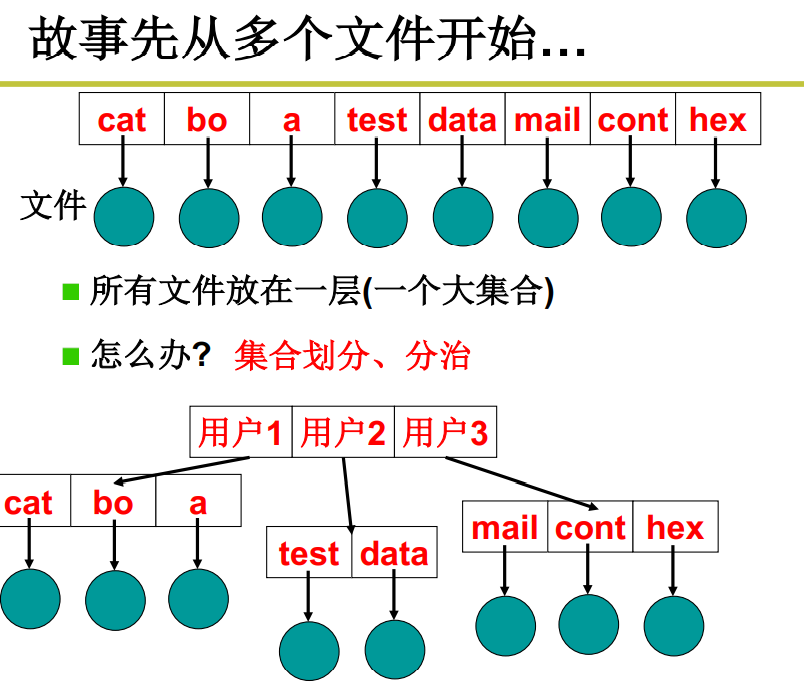 故事先从多个文件开始…
cat bo a test data mail cont hex
文件
所有文件放在一层(一个大集合)
怎么办? 集合划分、分治
用户1 用户2 用户3
cat bo a
mail cont hex
test data